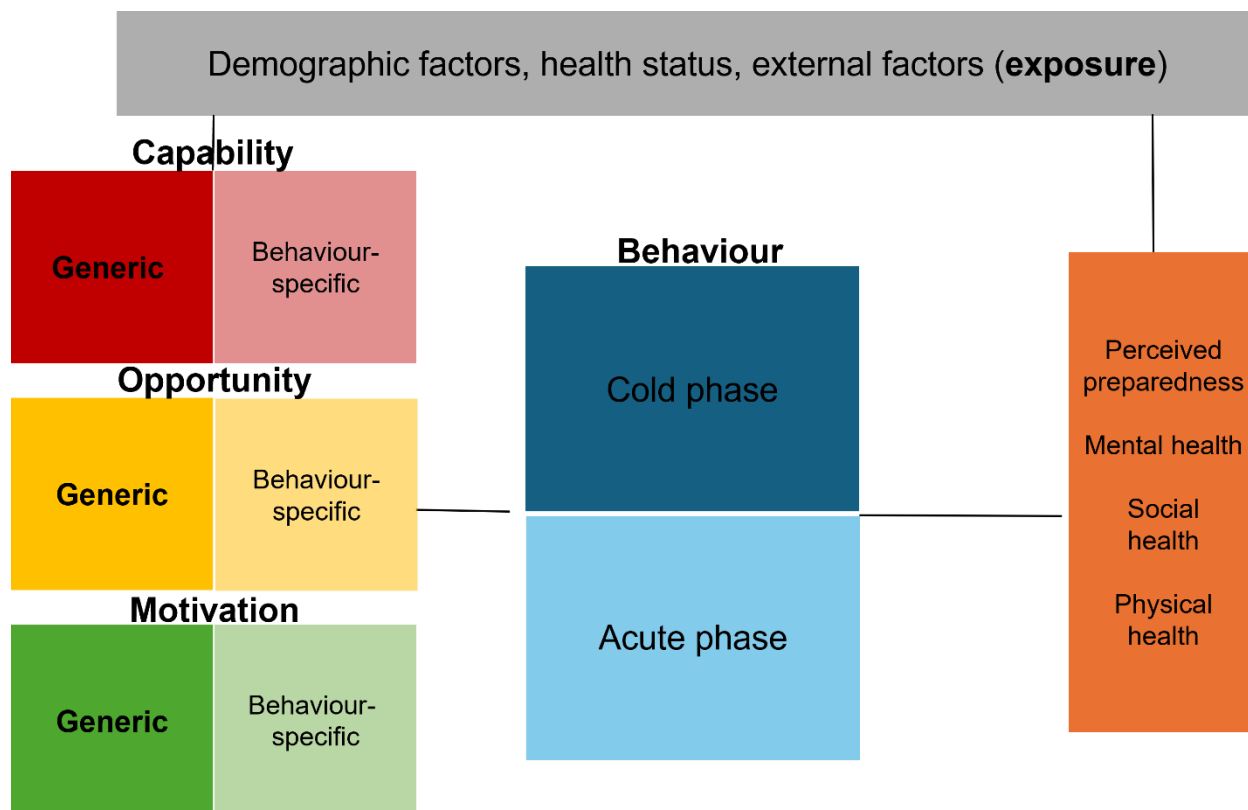 Demographic factors, health status, external factors (exposure)
Capability
Generic
Behaviour-
specific
Opportunity
Generic
Behaviour-
specific
Motivation
Generic
Behaviour-
specific
Behaviour
Cold phase
Acute phase
Perceived
preparedness
Mental health
Social
health
Physical
health